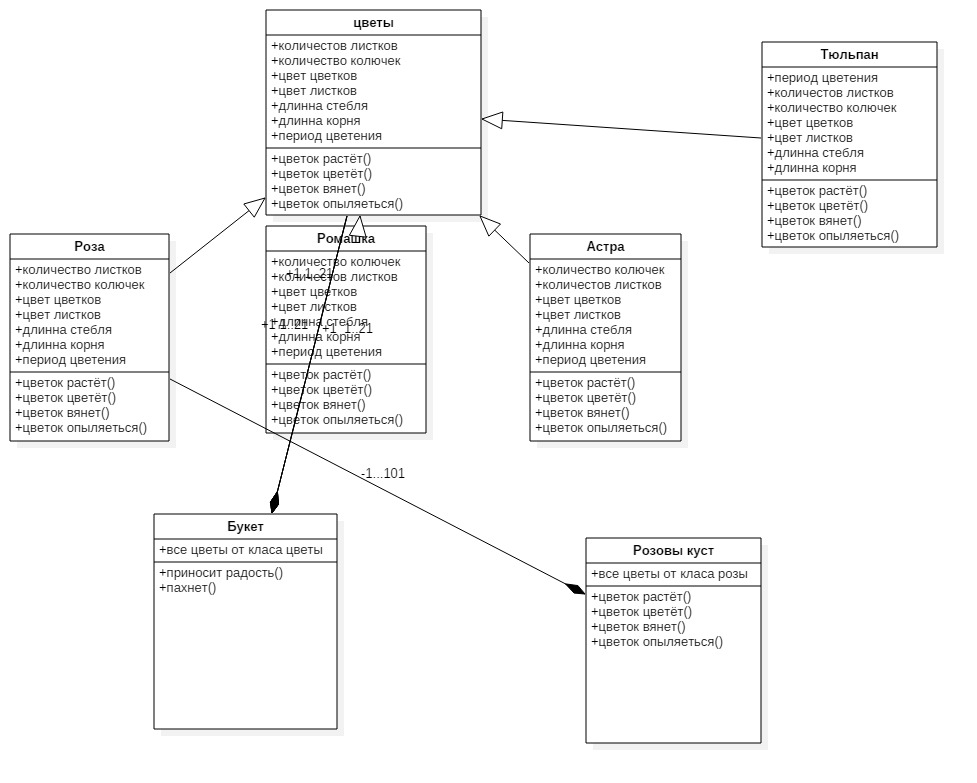 цветы
+количестов листков
+количество колючек
+цвет цветков
+цвет листков
+длинна стебля
+длинна корня
+период цветения
+цветок растёт()
+цветок цветёт()
+цветок вянет()
+цветок опыляеться()
Тюльпан
+период цветения
+количестов листков
+количество колючек
+цвет цветков
+цвет листков
+длинна стебля
+длинна корня
+цветок растёт()
+цветок цветёт()
+цветок вянет()
+цветок опыляеться()
Роза
+количество листков
+количество колючек
+цвет цветков
+цвет листков
+длинна стебля
+длинна корня
+период цветения
+цветок растёт()
+цветок цветёт()
+цветок вянет()
+цветок опыляеться()
Ромашка
+количество колючек
+количестов листков
+цвет цветков
+цвет листков
+длинна стебля
+длинна корня
+период цветения
+цветок растёт()
+цветок цветёт()
+цветок вянет()
+цветок опыляеться()
+1 1..21
+1 1..21
+1 1..21
Астра
+количество колючек
+количестов листков
+цвет цветков
+цвет листков
+длинна стебля
+длинна корня
+период цветения
+цветок растёт()
+цветок цветёт()
+цветок вянет()
+цветок опыляеться()
-1...101
Букет
+все цветы от класа цветы
+приносит радость()
+пахнет()
Розовы куст
+все цветы от класа розы
+цветок растёт()
+цветок цветёт()
+цветок вянет()
+цветок опыляеться()